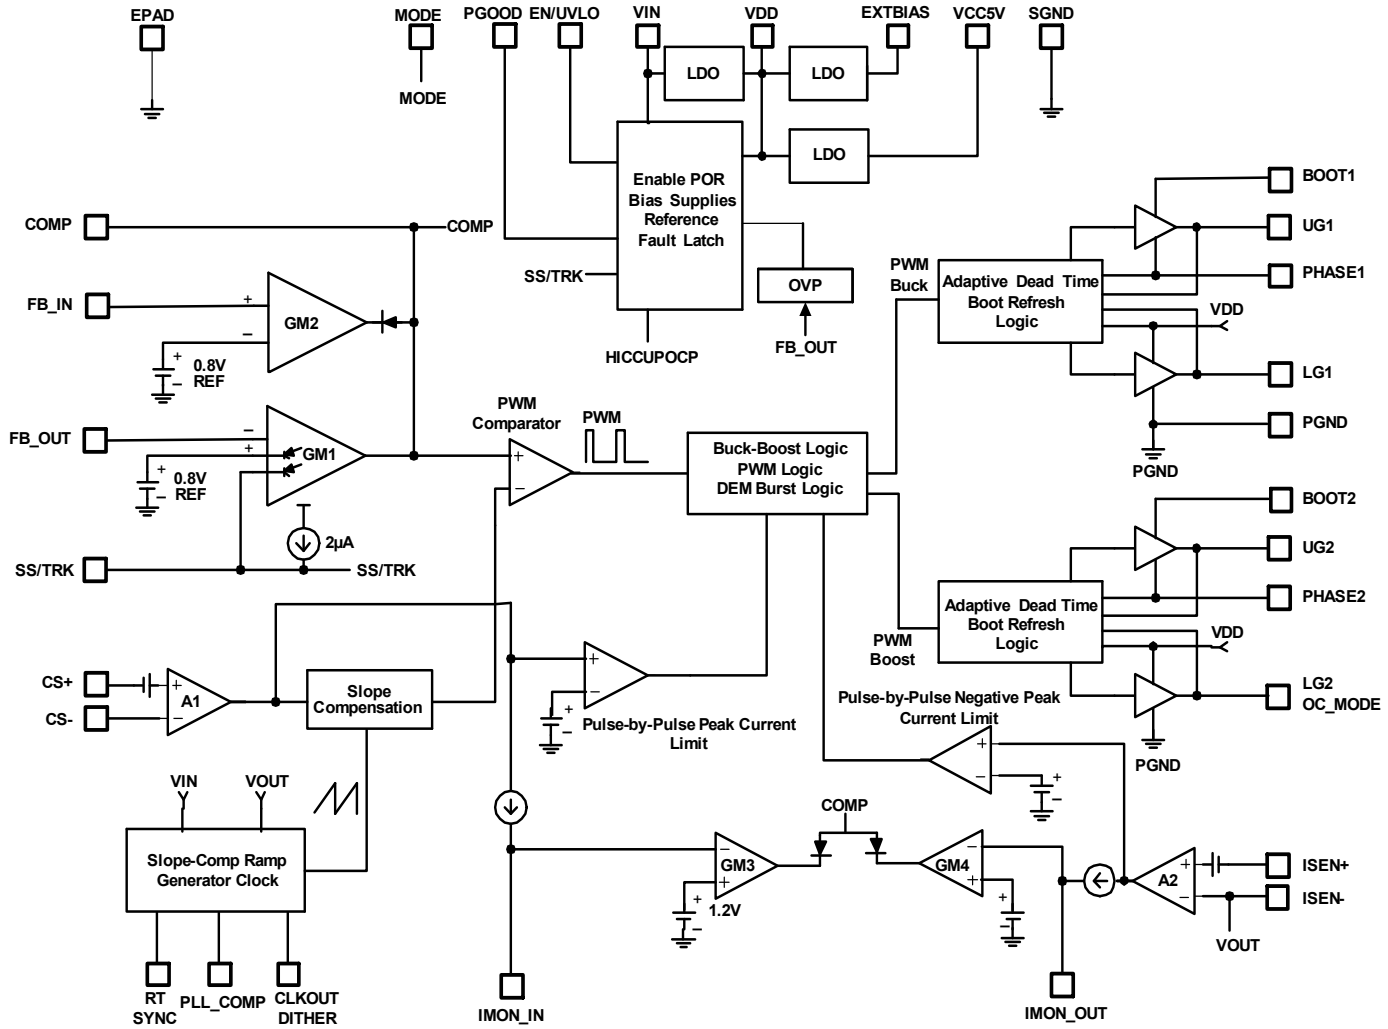 EPAD
MODE
PGOOD
EN/UVLO
VIN
VDD
EXTBIAS
VCC5V
SGND
LDO
LDO
MODE
LDO
Enable POR
Bias Supplies
Reference
Fault Latch
SS/TRK
HICCUPOCP
OVP
FB_OUT
COMP
COMP
FB_IN
+
−
GM2
+
−
0.8V
REF
FB_OUT
−
+
GM1
+
−
0.8V
REF
2µA
SS/TRK
SS/TRK
PWM
Comparator
+
−
PWM
Buck-Boost Logic
PWM Logic
DEM Burst Logic
PWM
Buck
Adaptive Dead Time
Boot Refresh
Logic
BOOT1
UG1
PHASE1
VDD
LG1
PGND
PGND
PWM
Boost
Adaptive Dead Time
Boot Refresh
Logic
BOOT2
UG2
PHASE2
VDD
LG2
OC_MODE
PGND
CS+
CS-
+
−
A1
Slope
Compensation
+
−
+
−
Pulse-by-Pulse Peak Current
Limit
Pulse-by-Pulse Negative Peak
Current Limit
+
−
+
−
VIN
VOUT
Slope-Comp Ramp
Generator Clock
RT
SYNC
PLL_COMP
CLKOUT
DITHER
IMON_IN
−
+
GM3
+
−
1.2V
COMP
GM4
−
+
+
−
IMON_OUT
A2
+
−
ISEN+
ISEN-
VOUT